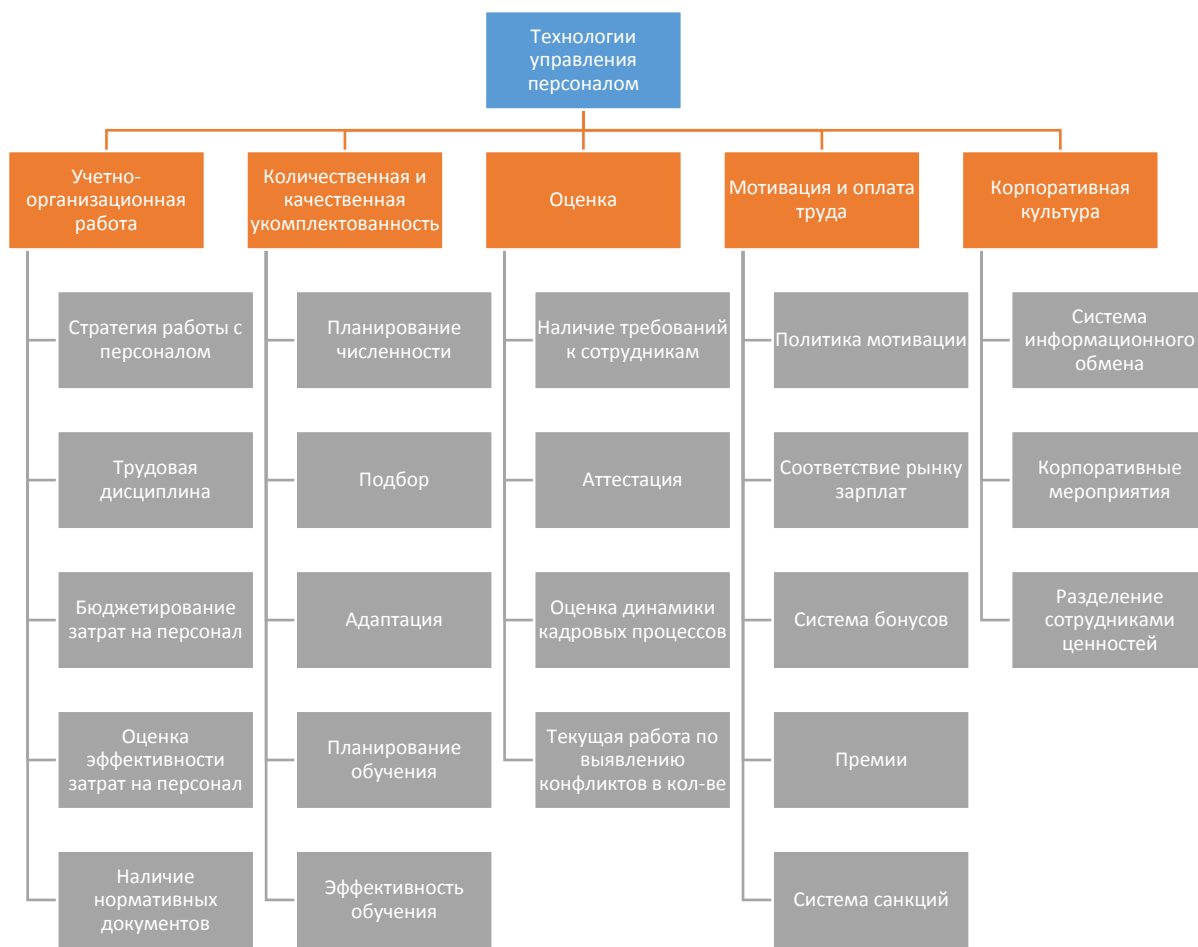 Технологии
управления
персоналом
Учетно-
организационная
работа
Количественная и
качественная
укомплектованность
Оценка
Мотивация и оплата
труда
Корпоративная
культура
Стратегия работы с
персоналом
Трудовая
дисциплина
Бюджетирование
затрат на персонал
Оценка
эффективности
затрат на персонал
Наличие
нормативных
документов
Планирование
численности
Подбор
Адаптация
Планирование
обучения
Эффективность
обучения
Наличие требований
к сотрудникам
Аттестация
Оценка динамики
кадровых процессов
Текущая работа по
выявлению
конфликтов в кол-ве
Политика мотивации
Соответствие рынку
зарплат
Система бонусов
Премии
Система санкций
Система
информационного
обмена
Корпоративные
мероприятия
Разделение
сотрудниками
ценностей